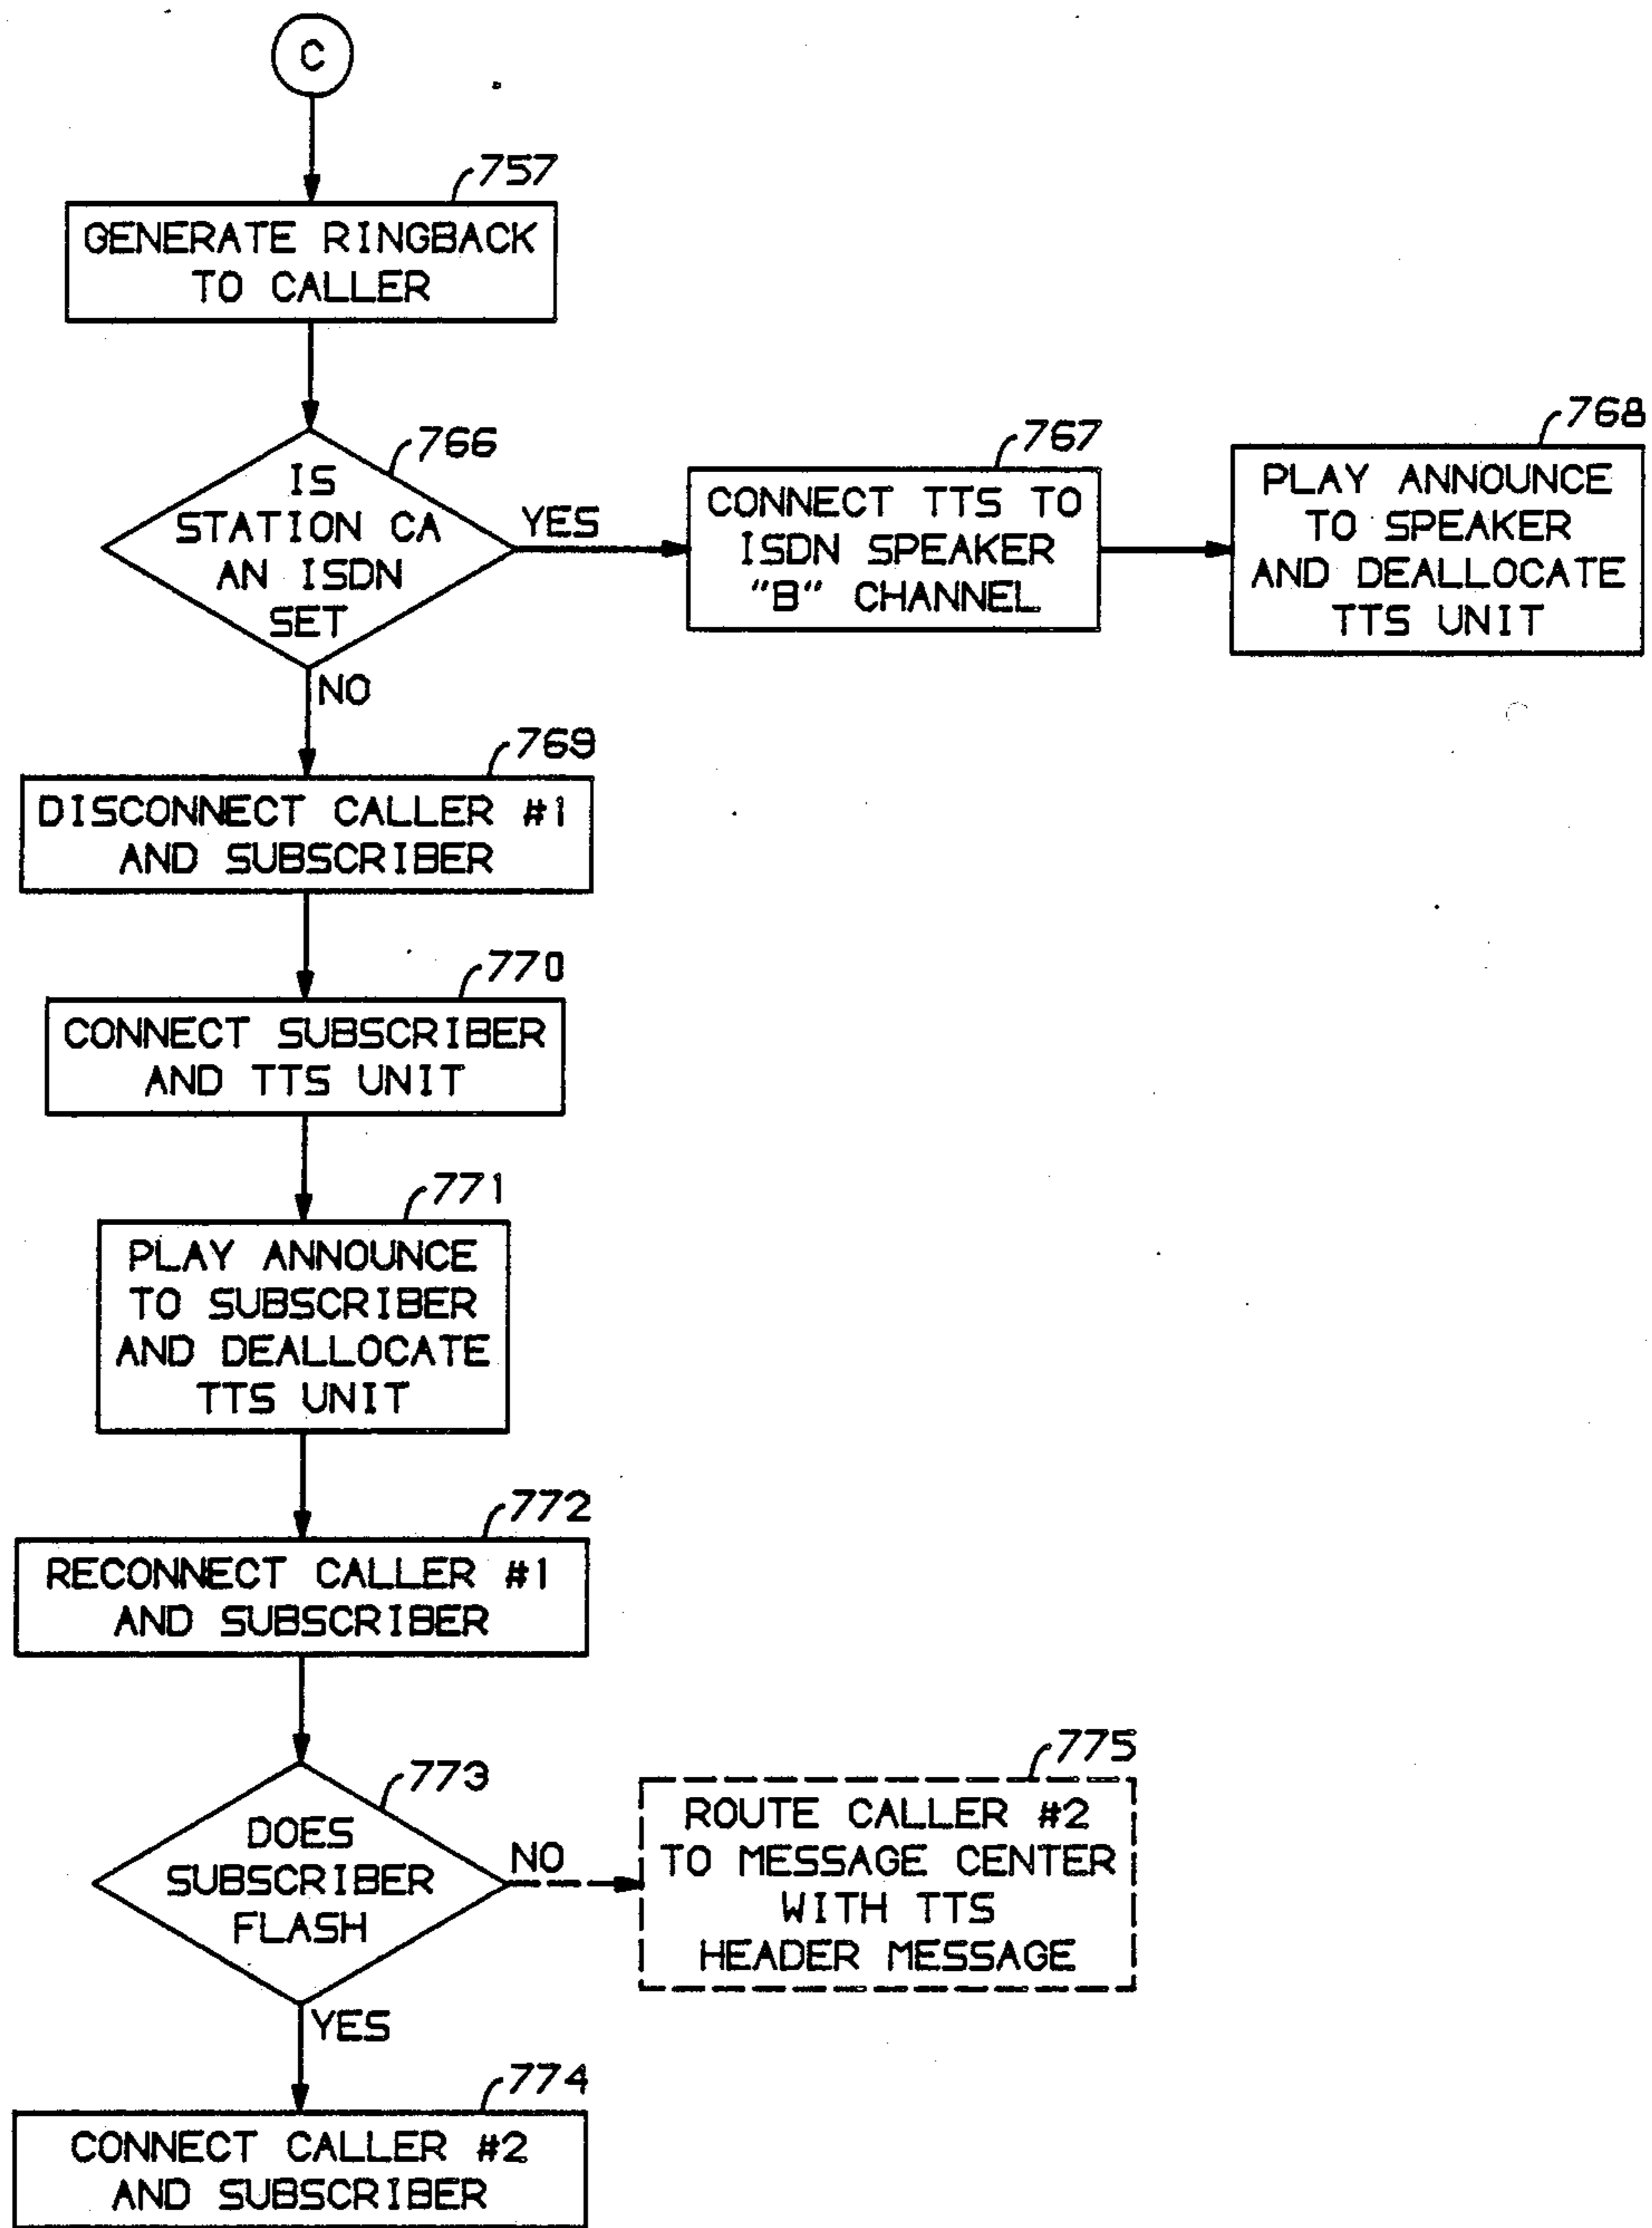 C
757
GENERATE RINGBACK
TO CALLER
766
IS
STATION CA
AN ISDN
SET
YES
NO
767
CONNECT TTS TO
ISDN SPEAKER
"B" CHANNEL
768
PLAY ANNOUNCE
TO SPEAKER
AND DEALLOCATE
TTS UNIT
769
DISCONNECT CALLER #1
AND SUBSCRIBER
770
CONNECT SUBSCRIBER
AND TTS UNIT
771
PLAY ANNOUNCE
TO SUBSCRIBER
AND DEALLOCATE
TTS UNIT
772
RECONNECT CALLER #1
AND SUBSCRIBER
773
DOES
SUBSCRIBER
FLASH
NO
YES
775
ROUTE CALLER #2
TO MESSAGE CENTER
WITH TTS
HEADER MESSAGE
774
CONNECT CALLER #2
AND SUBSCRIBER